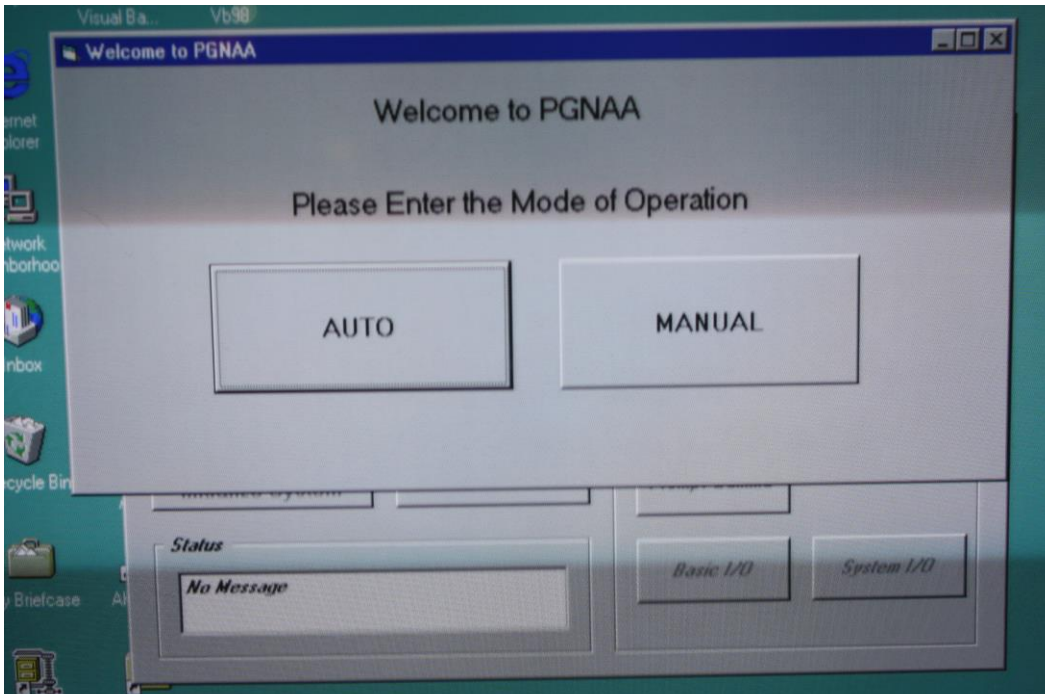 Visual Ba... Vb98
Welcome to PGNAA
Welcome to PGNAA
Please Enter the Mode of Operation
AUTO MANUAL
ernet
plorer
twork
nborhoo
nbox
ecycle Bin
Status
No Message
Basic I/O System I/O
y Briefcase